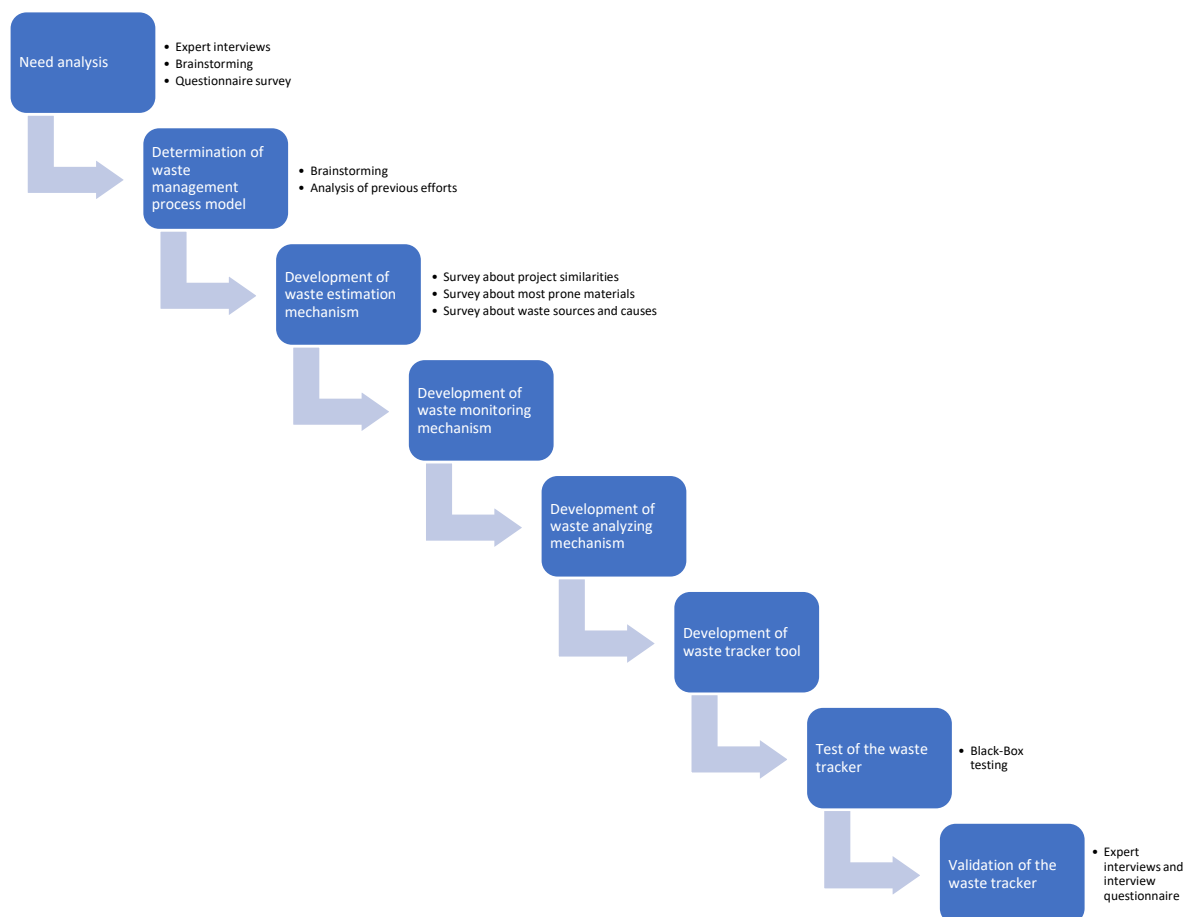 Need analysis
• Expert interviews
• Brainstorming
• Questionnaire survey
Determination of
waste
management
process model
• Brainstorming
• Analysis of previous efforts
Development of
waste estimation
mechanism
• Survey about project similarities
• Survey about most prone materials
• Survey about waste sources and causes
Development of
waste monitoring
mechanism
Development of
waste analyzing
mechanism
Development of
waste tracker tool
Test of the waste
tracker
• Black-Box
testing
Validation of the
waste tracker
• Expert
interviews and
interview
questionnaire